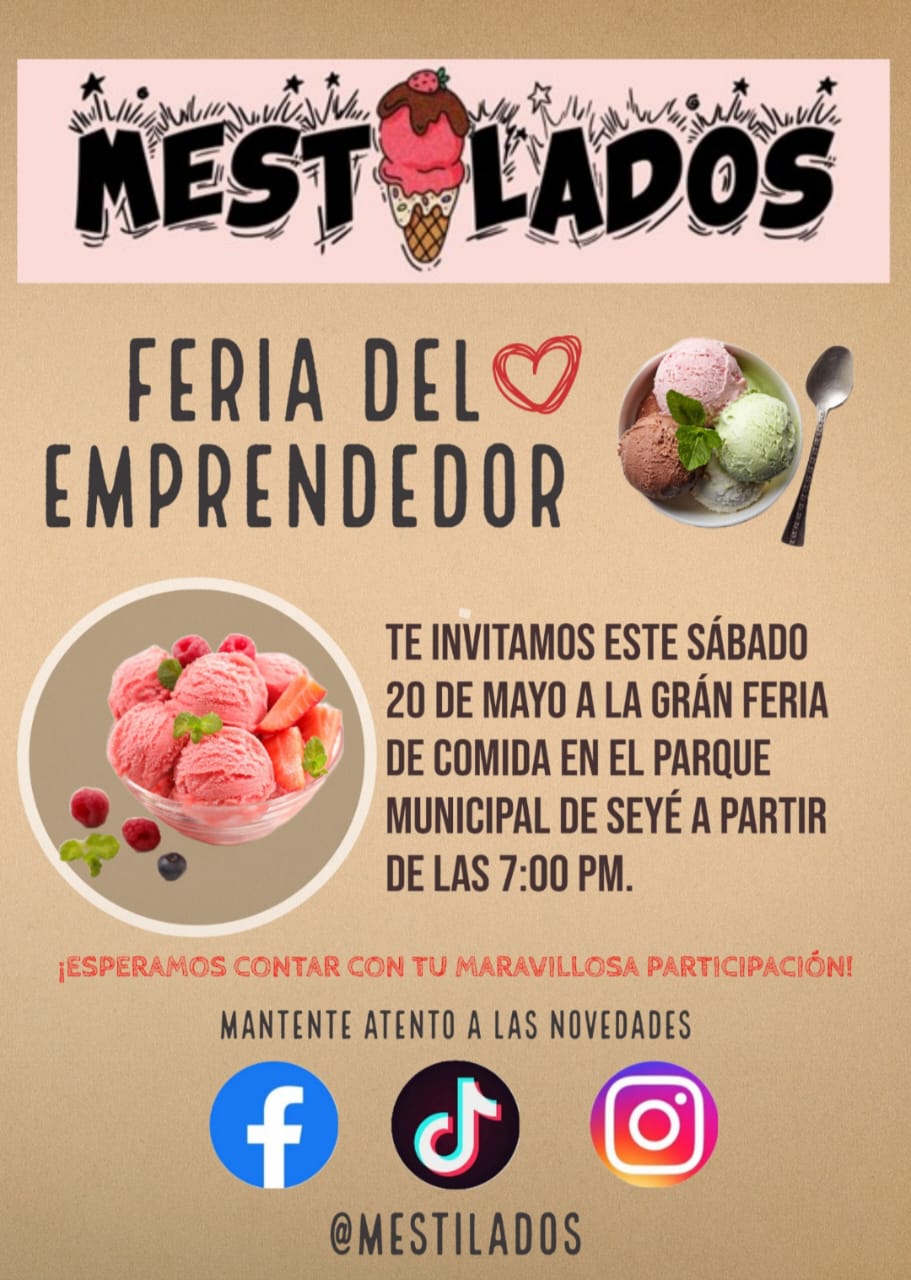 MESTILADOS
FERIA DEL
EMPRENDEDOR
TE INVITAMOS ESTE SÁBADO
20 DE MAYO A LA GRÁN FERIA
DE COMIDA EN EL PARQUE
MUNICIPAL DE SEYÉ A PARTIR
DE LAS 7:00 PM.
¡ESPERAMOS CONTAR CON TU MARAVILLOSA PARTICIPACIÓN!
MANTENTE ATENTO A LAS NOVEDADES
@MESTILADOS